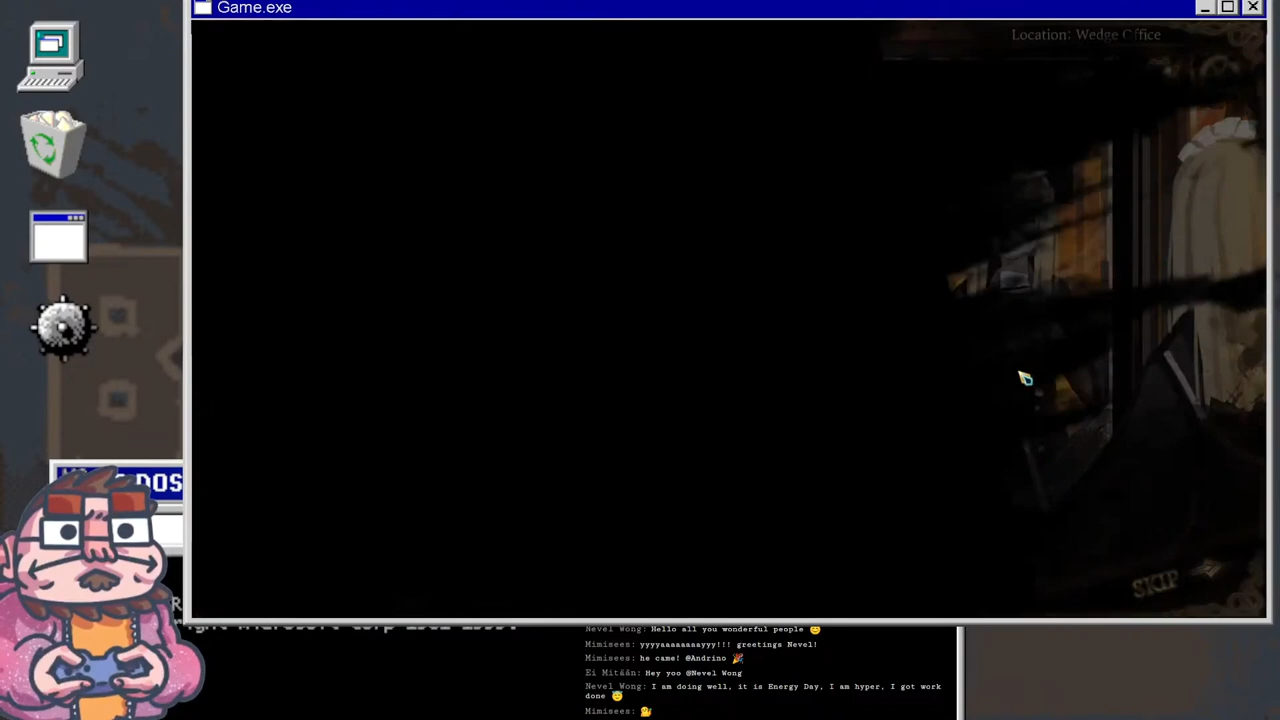 Game.exe
Location: Wedge Office
DOS
SKIP
Nevel Wong: Hello all you wonderful people 😊
Mimisees: yyyyaaaaaaayyy!!! greetings Nevel!
Mimisees: he came! @Andrino 🎉
Ei Mitään: Hey yoo @Nevel Wong
Nevel Wong: I am doing well, it is Energy Day, I am hyper, I got work
done 😇
Mimisees: 🫠